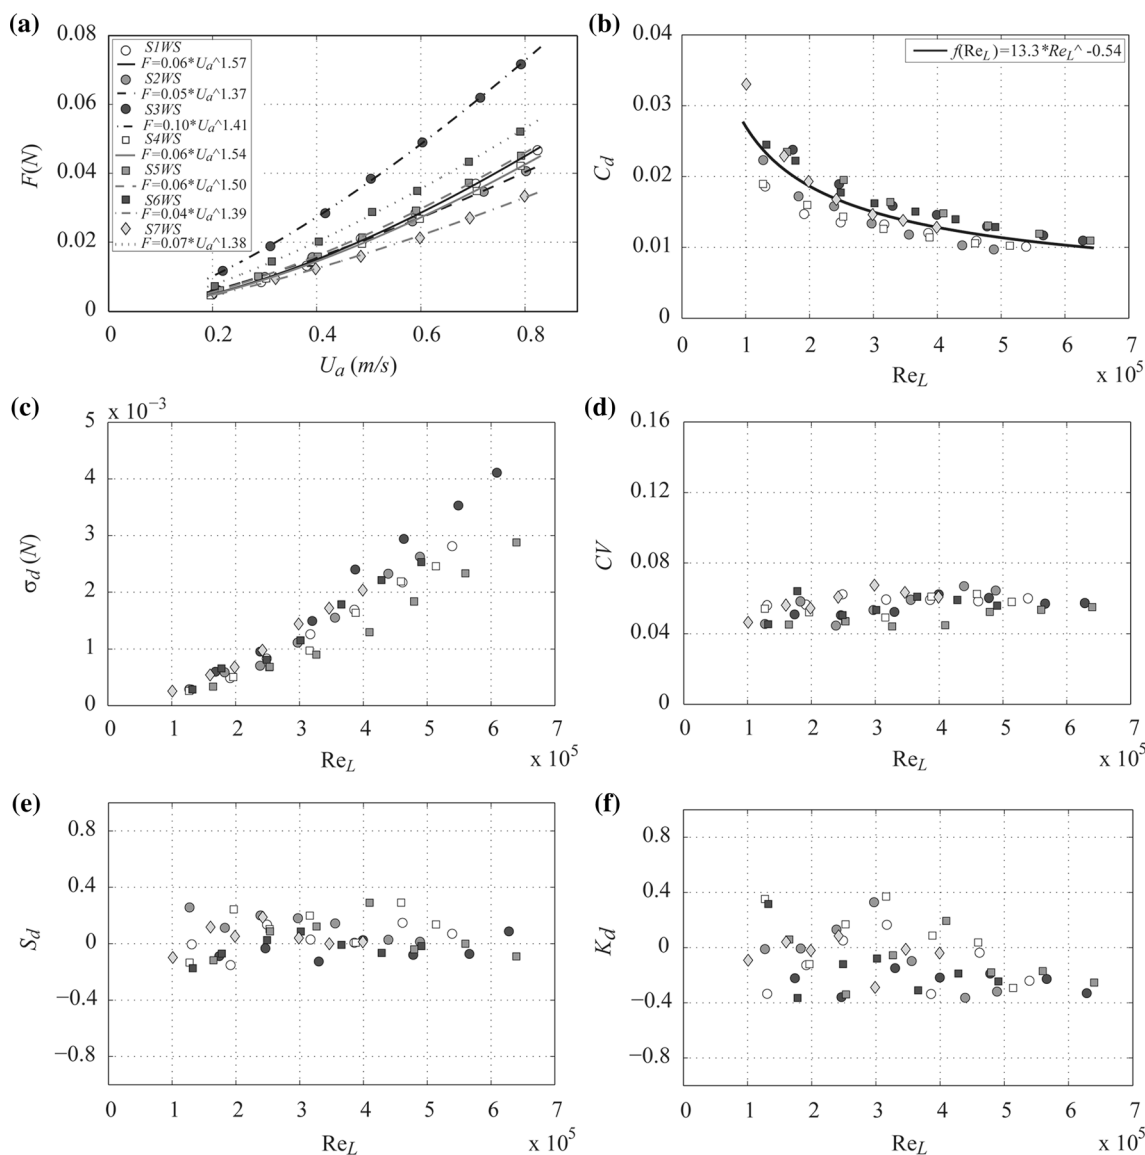 (a)
0.08
0.06
0.04
0.02
0
F(N)
0
0.2
0.4
0.6
0.8
U_a (m/s)
S1WS
F=0.06*U_a^1.57
S2WS
F=0.05*U_a^1.37
S3WS
F=0.10*U_a^1.41
S4WS
F=0.06*U_a^1.54
S5WS
F=0.06*U_a^1.50
S6WS
F=0.04*U_a^1.39
S7WS
F=0.07*U_a^1.38
(b)
0.04
0.03
0.02
0.01
0
C_d
f(Re_L)=13.3*Re_L^ -0.54
0 1 2 3 4 5 6 7
Re_L
x 10^5
(c)
x 10^−3
5
4
3
2
1
0
σ_d (N)
0 1 2 3 4 5 6 7
Re_L
x 10^5
(d)
0.16
0.12
0.08
0.04
0
CV
0 1 2 3 4 5 6 7
Re_L
x 10^5
(e)
0.8
0.4
0
−0.4
−0.8
S_d
0 1 2 3 4 5 6 7
Re_L
x 10^5
(f)
0.8
0.4
0
−0.4
−0.8
K_d
0 1 2 3 4 5 6 7
Re_L
x 10^5